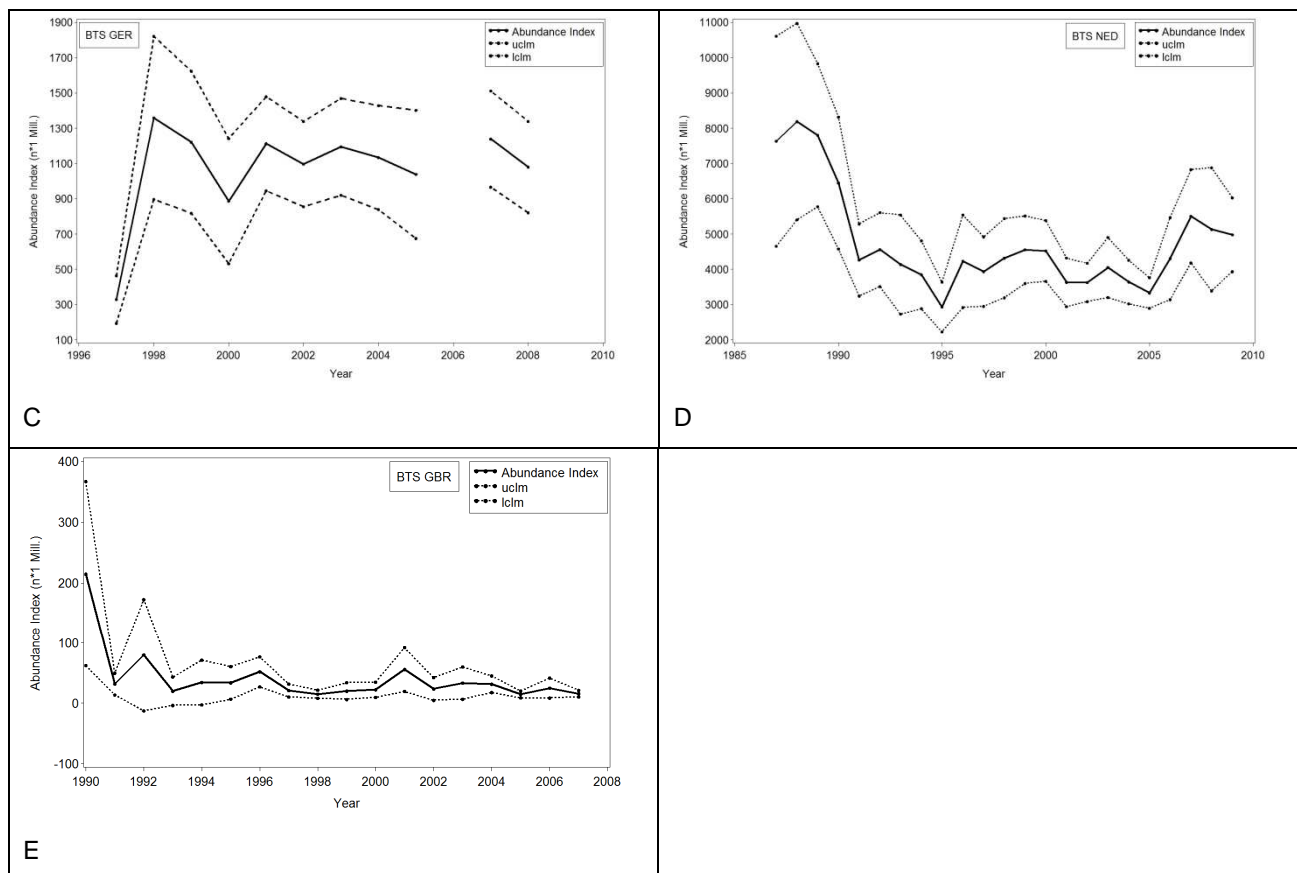 BTS GER
Abundance Index
uclm
lclm
Abundance Index (n*1 Mill.)
1900
1700
1500
1300
1100
900
700
500
300
100
1996
1998
2000
2002
2004
2006
2008
2010
Year
C
BTS NED
Abundance Index
uclm
lclm
Abundance Index (n*1 Mill.)
11000
10000
9000
8000
7000
6000
5000
4000
3000
2000
1985
1990
1995
2000
2005
2010
Year
D
BTS GBR
Abundance Index
uclm
lclm
Abundance Index (n*1 Mill.)
400
300
200
100
0
-100
1990
1992
1994
1996
1998
2000
2002
2004
2006
2008
Year
E